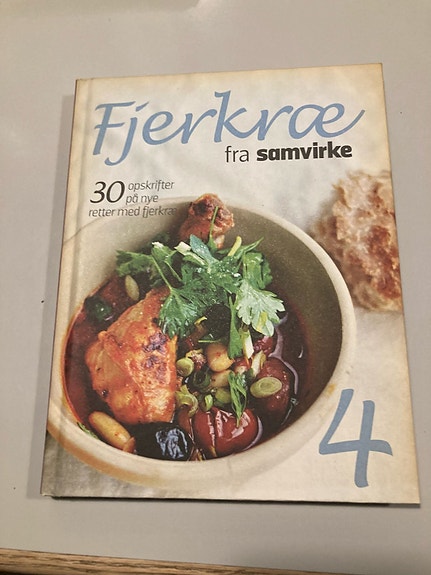 Fjerkræ
fra samvirke
30 opskrifter
på nye
retter med fjerkræ
4